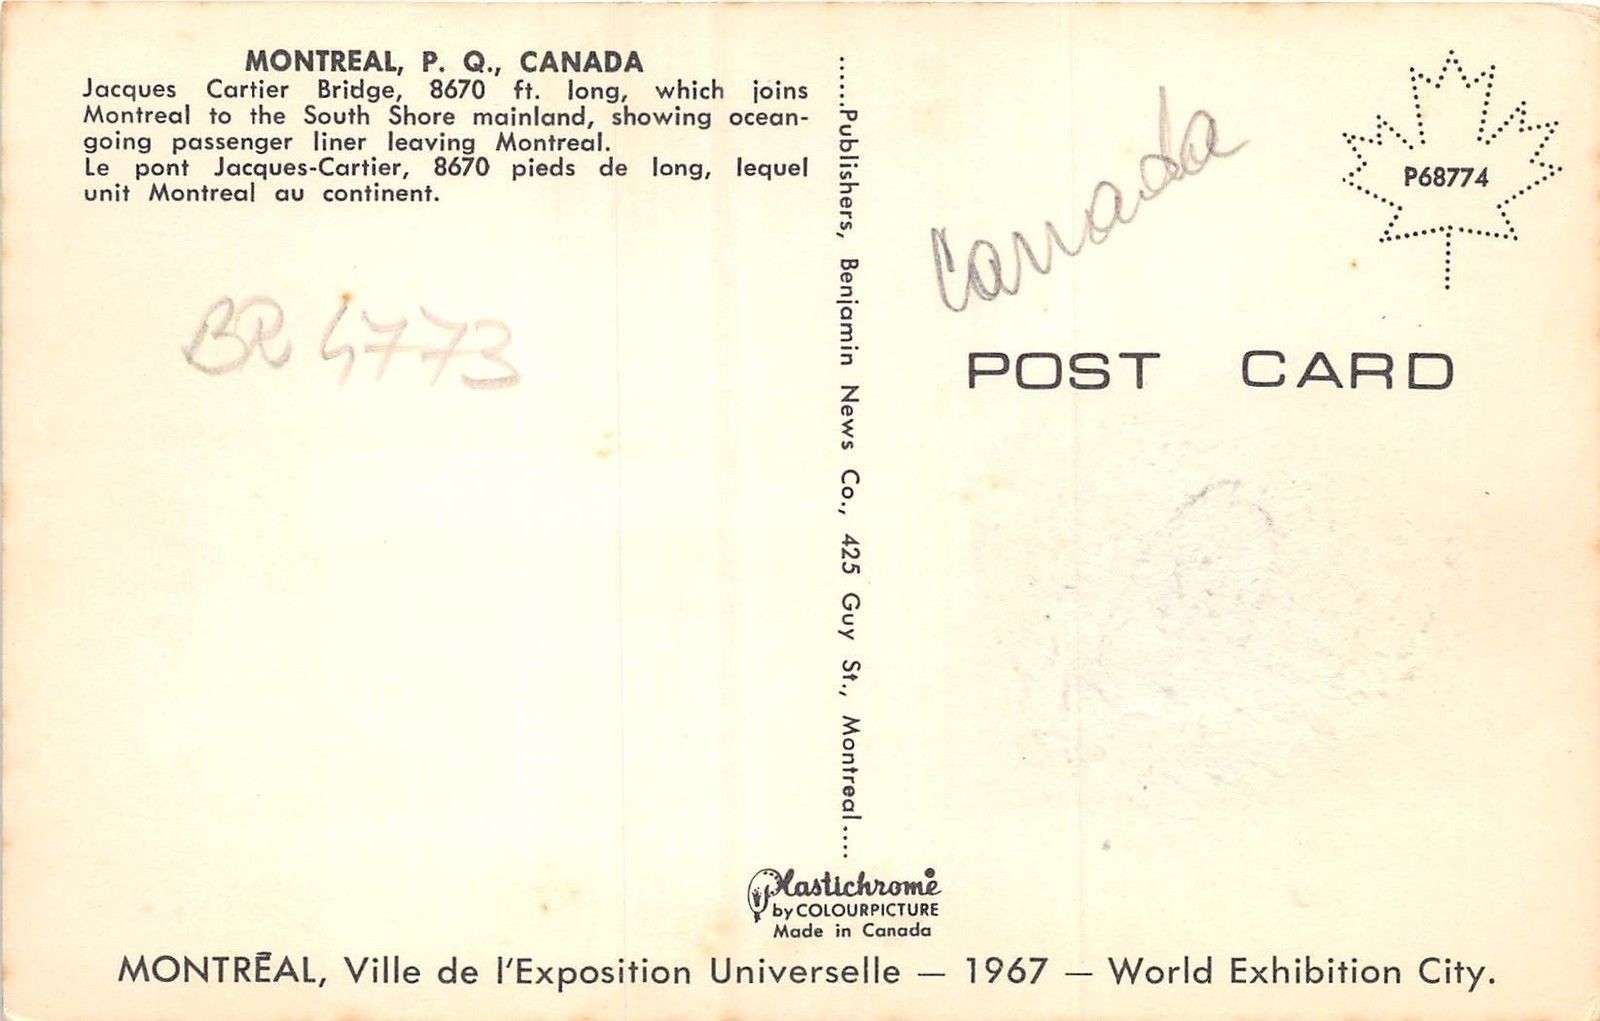 MONTREAL, P. Q., CANADA
Jacques Cartier Bridge, 8670 ft. long, which joins
Montreal to the South Shore mainland, showing ocean-
going passenger liner leaving Montreal.
Le pont Jacques-Cartier, 8670 pieds de long, lequel
unit Montreal au continent.
BR 4773
......Publishers, Benjamin News Co., 425 Guy St., Montreal.....
Canada
P68774
POST CARD
Plastichrome
by COLOURPICTURE
Made in Canada
MONTRĒAL, Ville de l'Exposition Universelle — 1967 — World Exhibition City.